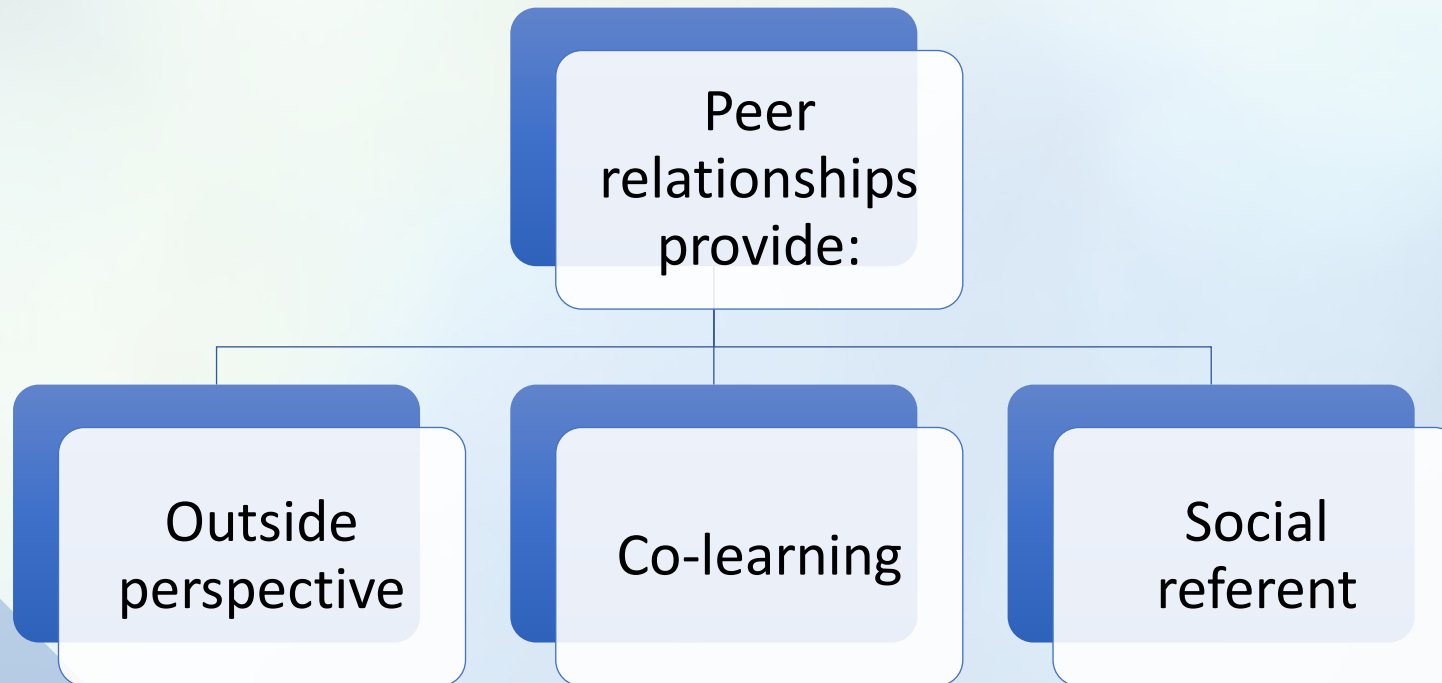 Peer
relationships
provide:
Outside
perspective
Co-learning
Social
referent